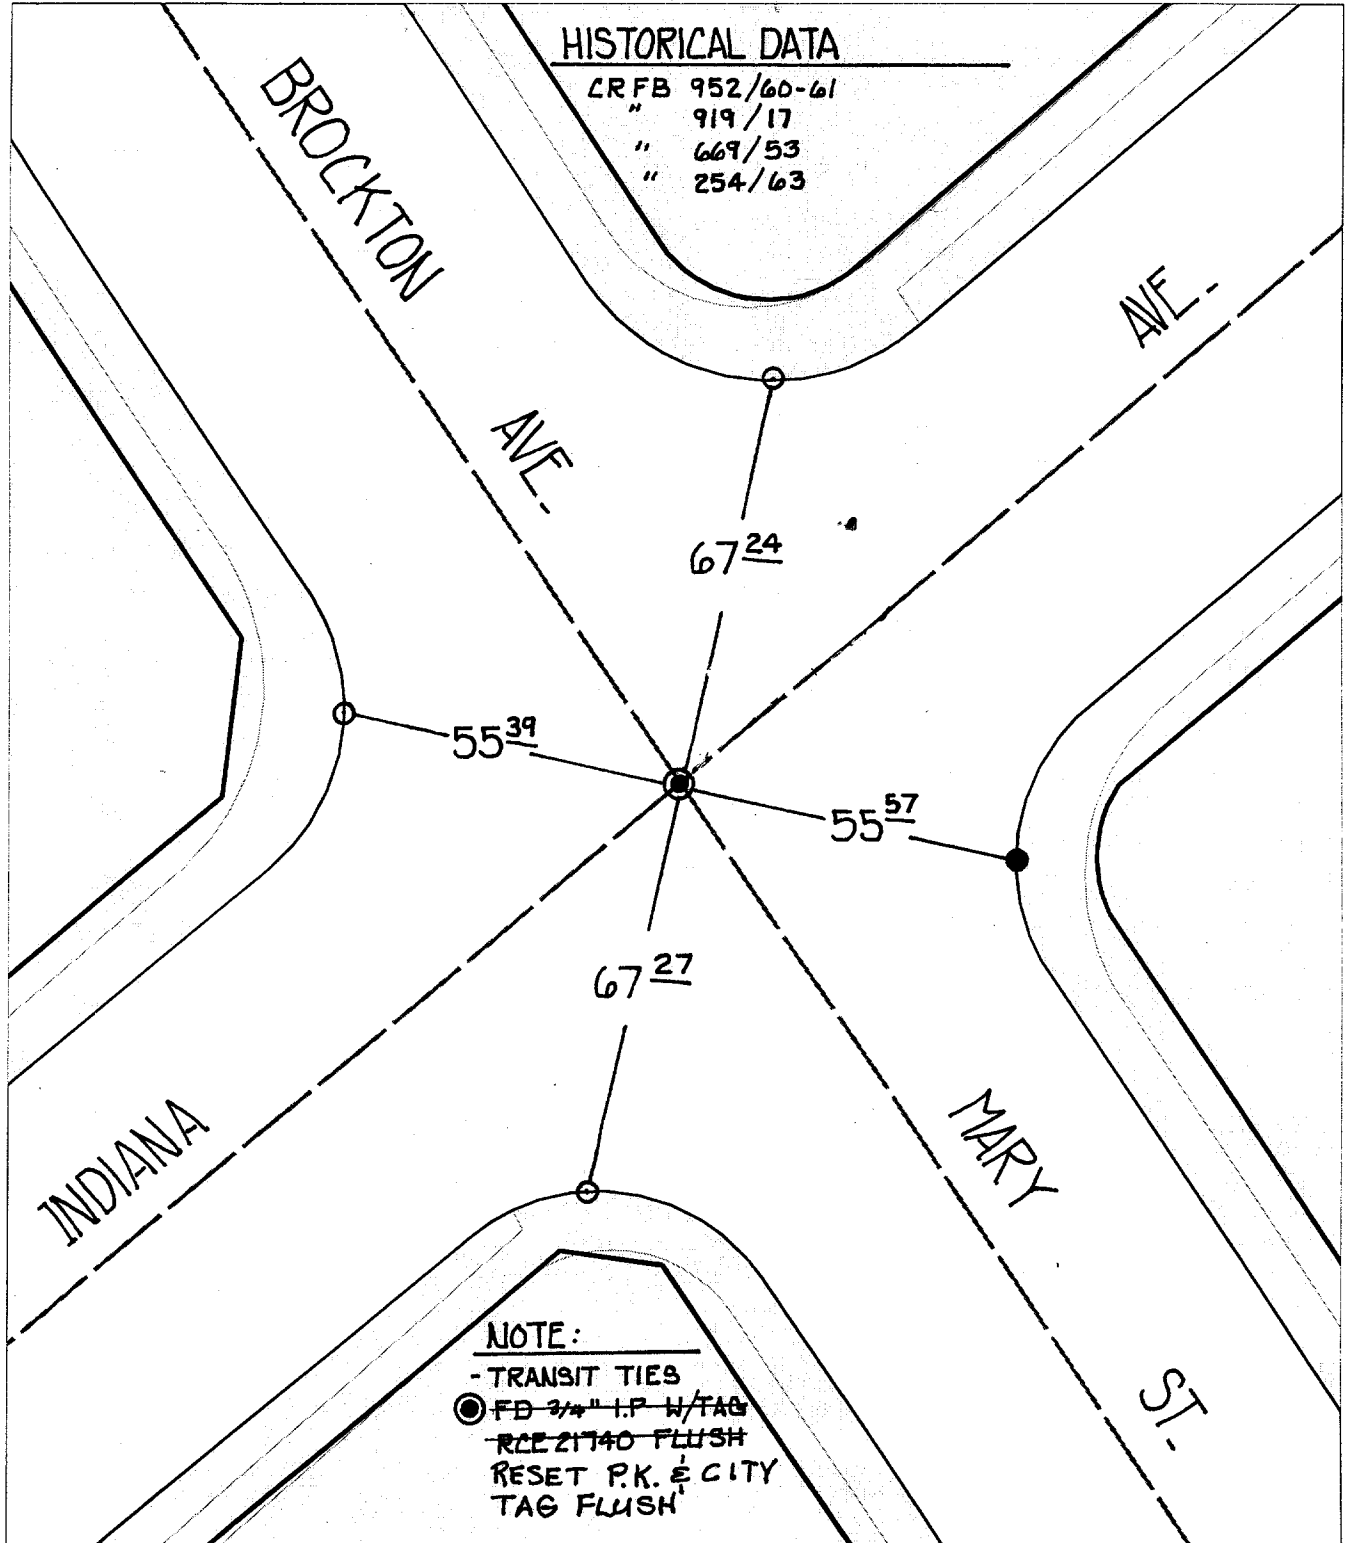 HISTORICAL DATA
CRFB 952/60-61
" 919/17
" 669/53
" 254/63
BROCKTON
AVE.
AVE.
67 24
55 39
55 57
67 27
INDIANA
MARY
ST.
NOTE:
- TRANSIT TIES
FD 3/4" I.P W/TAG
RCE 21740 FLUSH
RESET P.K. & CITY
TAG FLUSH